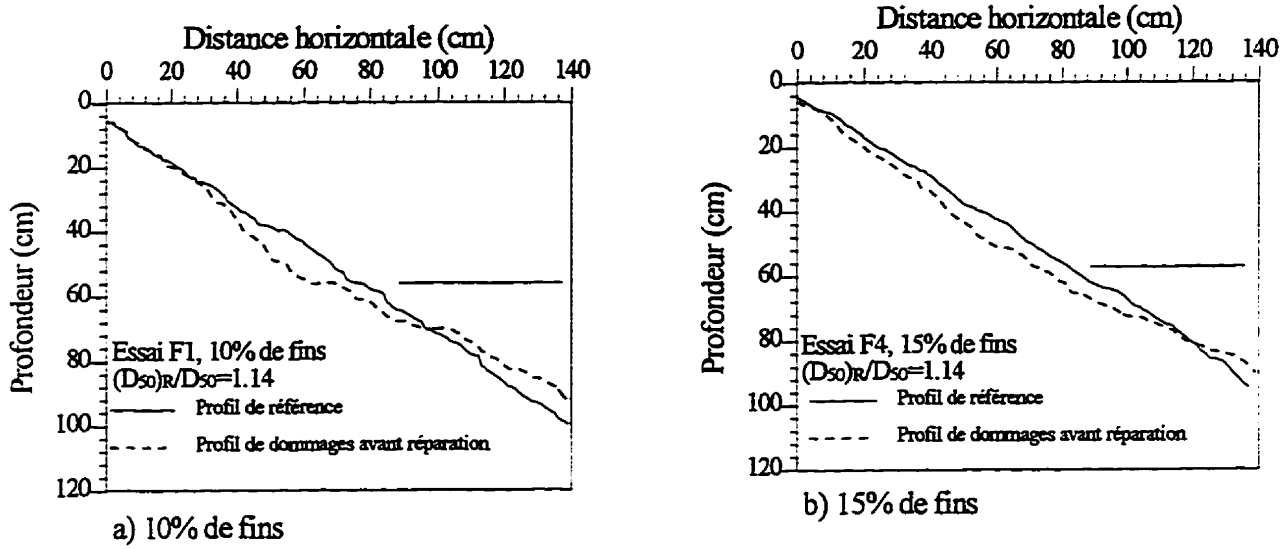 Distance horizontale (cm)
0 20 40 60 80 100 120 140
0
20
40
60
80
100
120
Profondeur (cm)
Essai F1, 10% de fins
(D50)R/D50=1.14
Profil de référence
Profil de dommages avant réparation
a) 10% de fins
Distance horizontale (cm)
0 20 40 60 80 100 120 140
0
20
40
60
80
100
120
Profondeur (cm)
Essai F4, 15% de fins
(D50)R/D50=1.14
Profil de référence
Profil de dommages avant réparation
b) 15% de fins